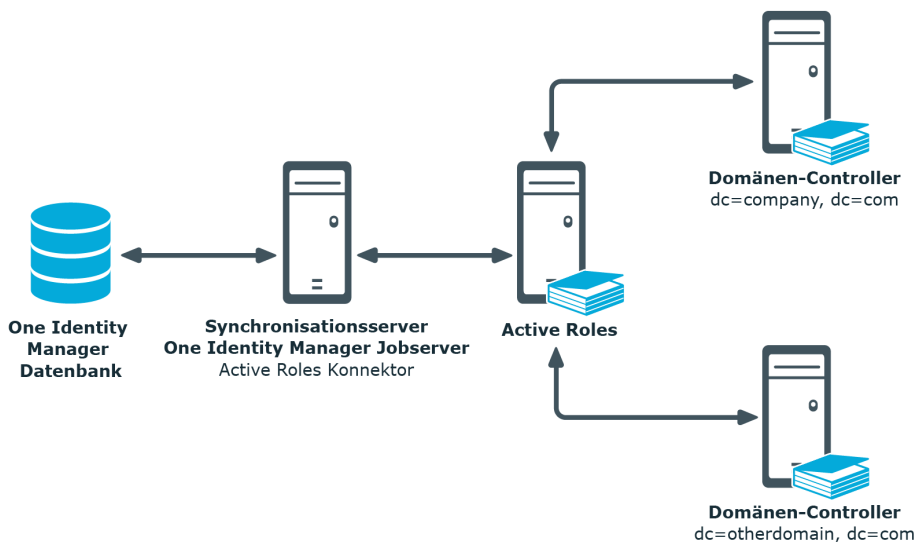 Domänen-Controller
dc=company, dc=com
One Identity
Manager
Datenbank
Synchronisationsserver
One Identity Manager Jobserver
Active Roles Konnektor
Active Roles
Domänen-Controller
dc=otherdomain, dc=com